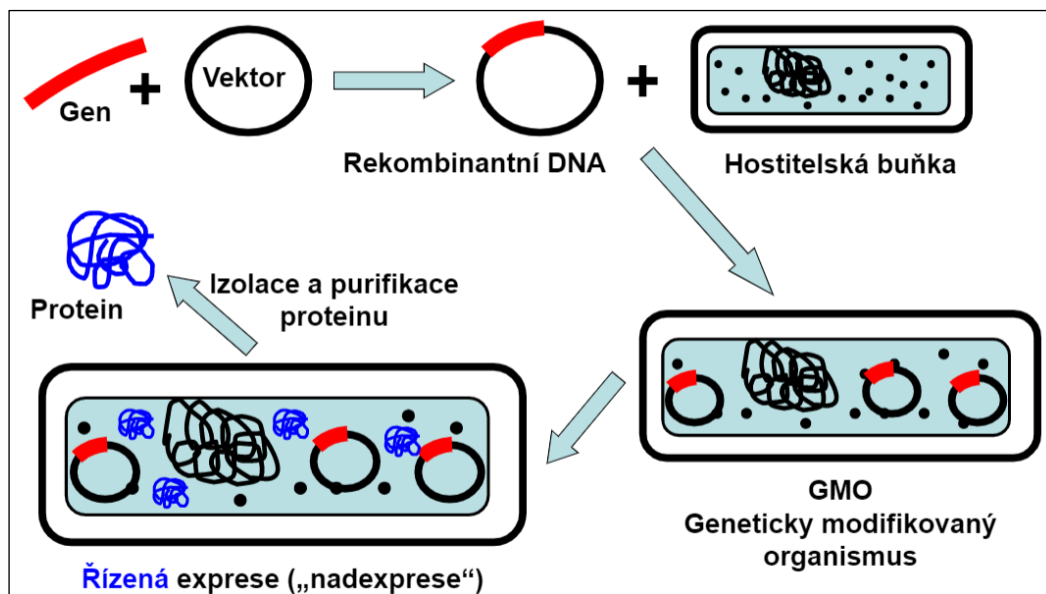 Gen
+
Vektor
Rekombinantní DNA
+
Hostitelská buňka
GMO
Geneticky modifikovaný
organismus
Řízená exprese („nadexprese“)
Izolace a purifikace
proteinu
Protein